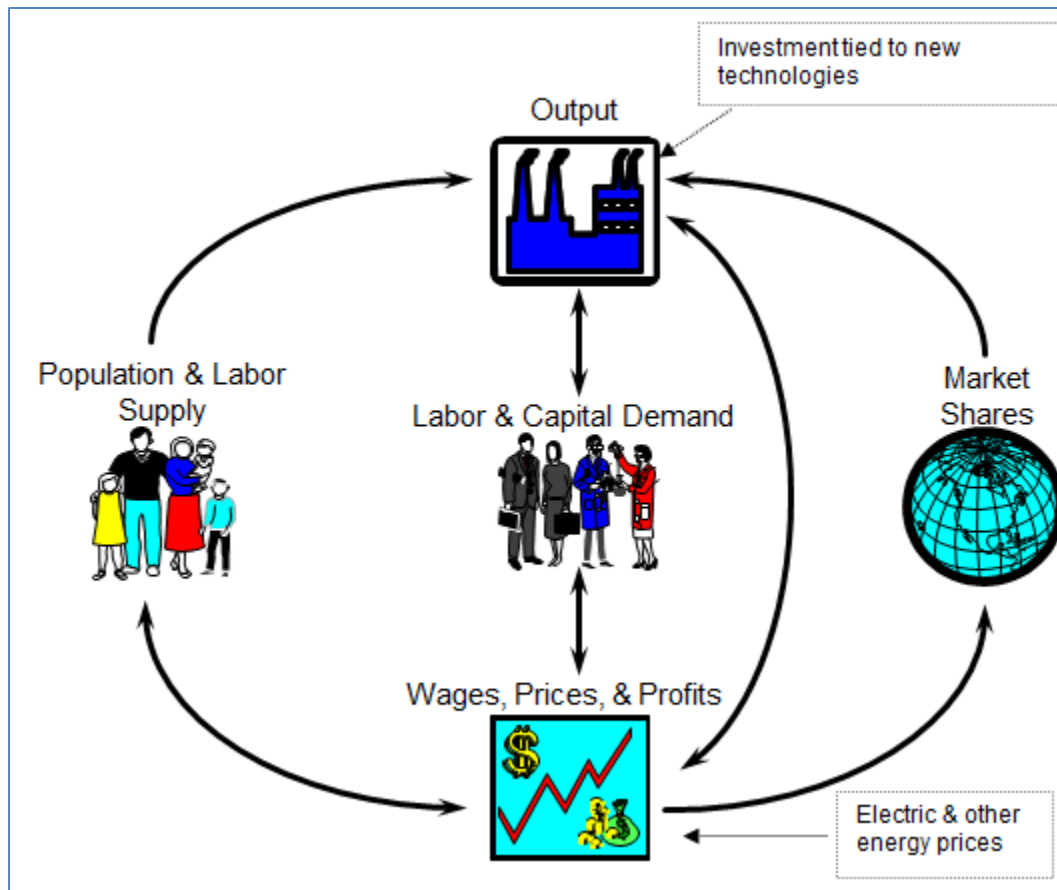 Investment tied to new
technologies
Output
Population & Labor
Supply
Labor & Capital Demand
Market
Shares
Wages, Prices, & Profits
$
Electric & other
energy prices